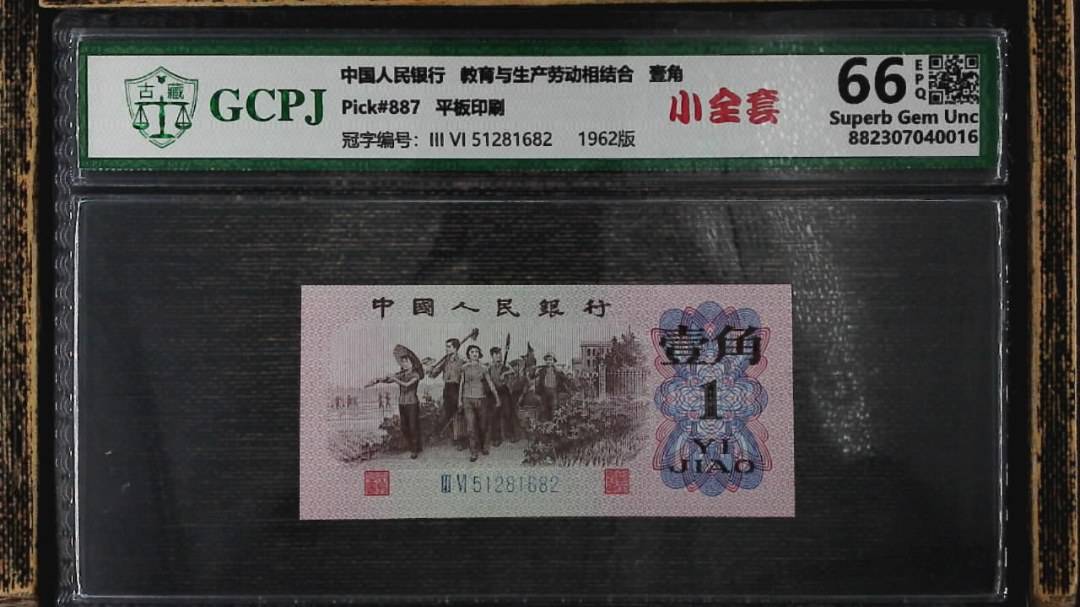 古 藏
GCPJ
中国人民银行 教育与生产劳动相结合 壹角
Pick#887 平板印刷
冠字编号: III VI 51281682 1962版
小全套
66
EPQ
Superb Gem Unc
882307040016
中國人民銀行
壹角
1
YI
JIAO
III VI 51281682